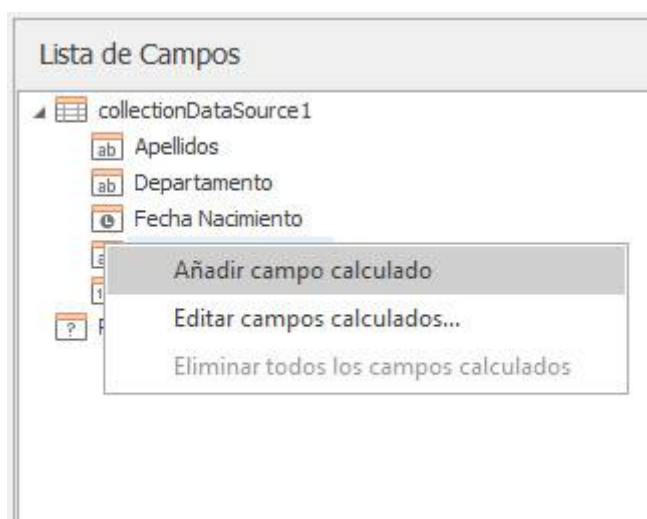 Lista de Campos
collectionDataSource1
ab Apellidos
ab Departamento
Fecha Nacimiento
Añadir campo calculado
Editar campos calculados...
? 
Eliminar todos los campos calculados